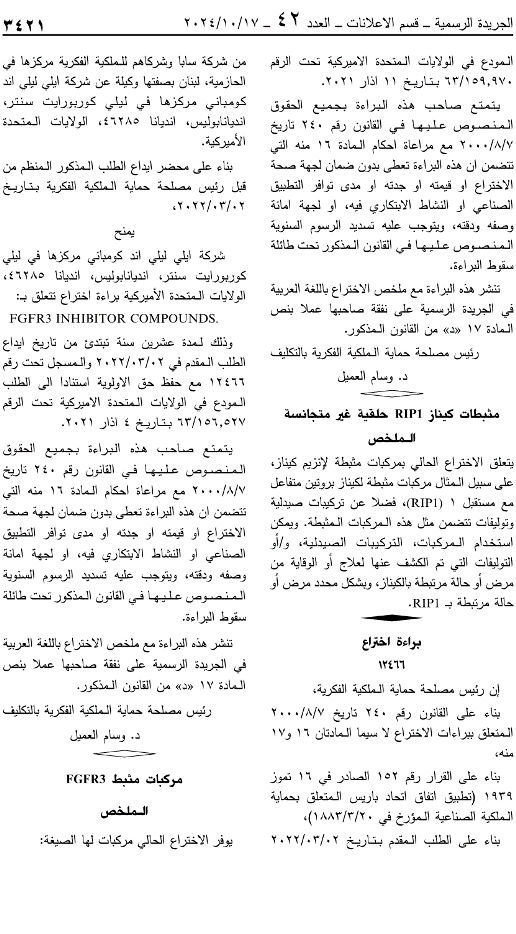 الجريدة الرسمية – قسم الاعلانات – العدد ٤٢ – ٢٠٢٤/١٠/١٧
٣٤٢١
المودع في الولايات المتحدة الاميركية تحت الرقم
٦٣/١٥٩,٩٧٠ بتاريخ ١١ اذار ٢٠٢١.
يتمتع صاحب هذه البراءة بجميع الحقوق
المنصوص عليها في القانون رقم ٢٤٠ تاريخ
٢٠٠٠/٨/٧ مع مراعاة احكام المادة ١٦ منه التي
تتضمن ان هذه البراءة تعطى بدون ضمان لجهة صحة
الاختراع او قيمته او جدته او مدى توافر التطبيق
الصناعي او النشاط الابتكاري فيه، او لجهة امانة
وصفه ودقته، ويتوجب عليه تسديد الرسوم السنوية
المنصوص عليها في القانون المذكور تحت طائلة
سقوط البراءة.
تنشر هذه البراءة مع ملخص الاختراع باللغة العربية
في الجريدة الرسمية على نفقة صاحبها عملا بنص
المادة ١٧ «د» من القانون المذكور.
رئيس مصلحة حماية الملكية الفكرية بالتكليف
د. وسام العميل
مثبطات كيناز RIP1 حلقية غير متجانسة
الملخص
يتعلق الاختراع الحالي بمركبات مثبطة لإنزيم كيناز،
على سبيل المثال مركبات مثبطة لكيناز بروتين متفاعل
مع مستقبل ١ (RIP1)، فضلا عن تركيبات صيدلية
وتوليفات تتضمن مثل هذه المركبات المثبطة. ويمكن
استخدام المركبات، التركيبات الصيدلية، و/أو
التوليفات التي تم الكشف عنها لعلاج أو الوقاية من
مرض أو حالة مرتبطة بالكيناز، وبشكل محدد مرض أو
حالة مرتبطة بـ RIP1.
براءة اختراع
١٢٤٦٦
إن رئيس مصلحة حماية الملكية الفكرية،
بناء على القانون رقم ٢٤٠ تاريخ ٢٠٠٠/٨/٧
المتعلق ببراءات الاختراع لا سيما المادتان ١٦ و١٧
منه،
بناء على القرار رقم ١٥٢ الصادر في ١٦ تموز
١٩٣٩ (تطبيق اتفاق اتحاد باريس المتعلق بحماية
الملكية الصناعية المؤرخ في ١٨٨٣/٣/٢٠)،
بناء على الطلب المقدم بتاريخ ٢٠٢٢/٠٣/٠٢
من شركة سابا وشركاهم للملكية الفكرية مركزها في
الحازمية، لبنان بصفتها وكيلة عن شركة ايلي ليلي اند
كومباني مركزها في ليلي كوربورايت سنتر،
انديانابوليس، انديانا ٤٦٢٨٥، الولايات المتحدة
الأميركية.
بناء على محضر ايداع الطلب المذكور المنظم من
قبل رئيس مصلحة حماية الملكية الفكرية بتاريخ
٢٠٢٢/٠٣/٠٢،
يمنح
شركة ايلي ليلي اند كومباني مركزها في ليلي
كوربورايت سنتر، انديانابوليس، انديانا ٤٦٢٨٥،
الولايات المتحدة الأميركية براءة اختراع تتعلق بـ:
FGFR3 INHIBITOR COMPOUNDS.
وذلك لمدة عشرين سنة تبتدئ من تاريخ ايداع
الطلب المقدم في ٢٠٢٢/٠٣/٠٢ والمسجل تحت رقم
١٢٤٦٦ مع حفظ حق الاولوية استنادا الى الطلب
المودع في الولايات المتحدة الاميركية تحت الرقم
٦٣/١٥٦,٥٢٧ بتاريخ ٤ اذار ٢٠٢١.
يتمتع صاحب هذه البراءة بجميع الحقوق
المنصوص عليها في القانون رقم ٢٤٠ تاريخ
٢٠٠٠/٨/٧ مع مراعاة احكام المادة ١٦ منه التي
تتضمن ان هذه البراءة تعطى بدون ضمان لجهة صحة
الاختراع او قيمته او جدته او مدى توافر التطبيق
الصناعي او النشاط الابتكاري فيه، او لجهة امانة
وصفه ودقته، ويتوجب عليه تسديد الرسوم السنوية
المنصوص عليها في القانون المذكور تحت طائلة
سقوط البراءة.
تنشر هذه البراءة مع ملخص الاختراع باللغة العربية
في الجريدة الرسمية على نفقة صاحبها عملا بنص
المادة ١٧ «د» من القانون المذكور.
رئيس مصلحة حماية الملكية الفكرية بالتكليف
د. وسام العميل
مركبات مثبط FGFR3
الملخص
يوفر الاختراع الحالي مركبات لها الصيغة: